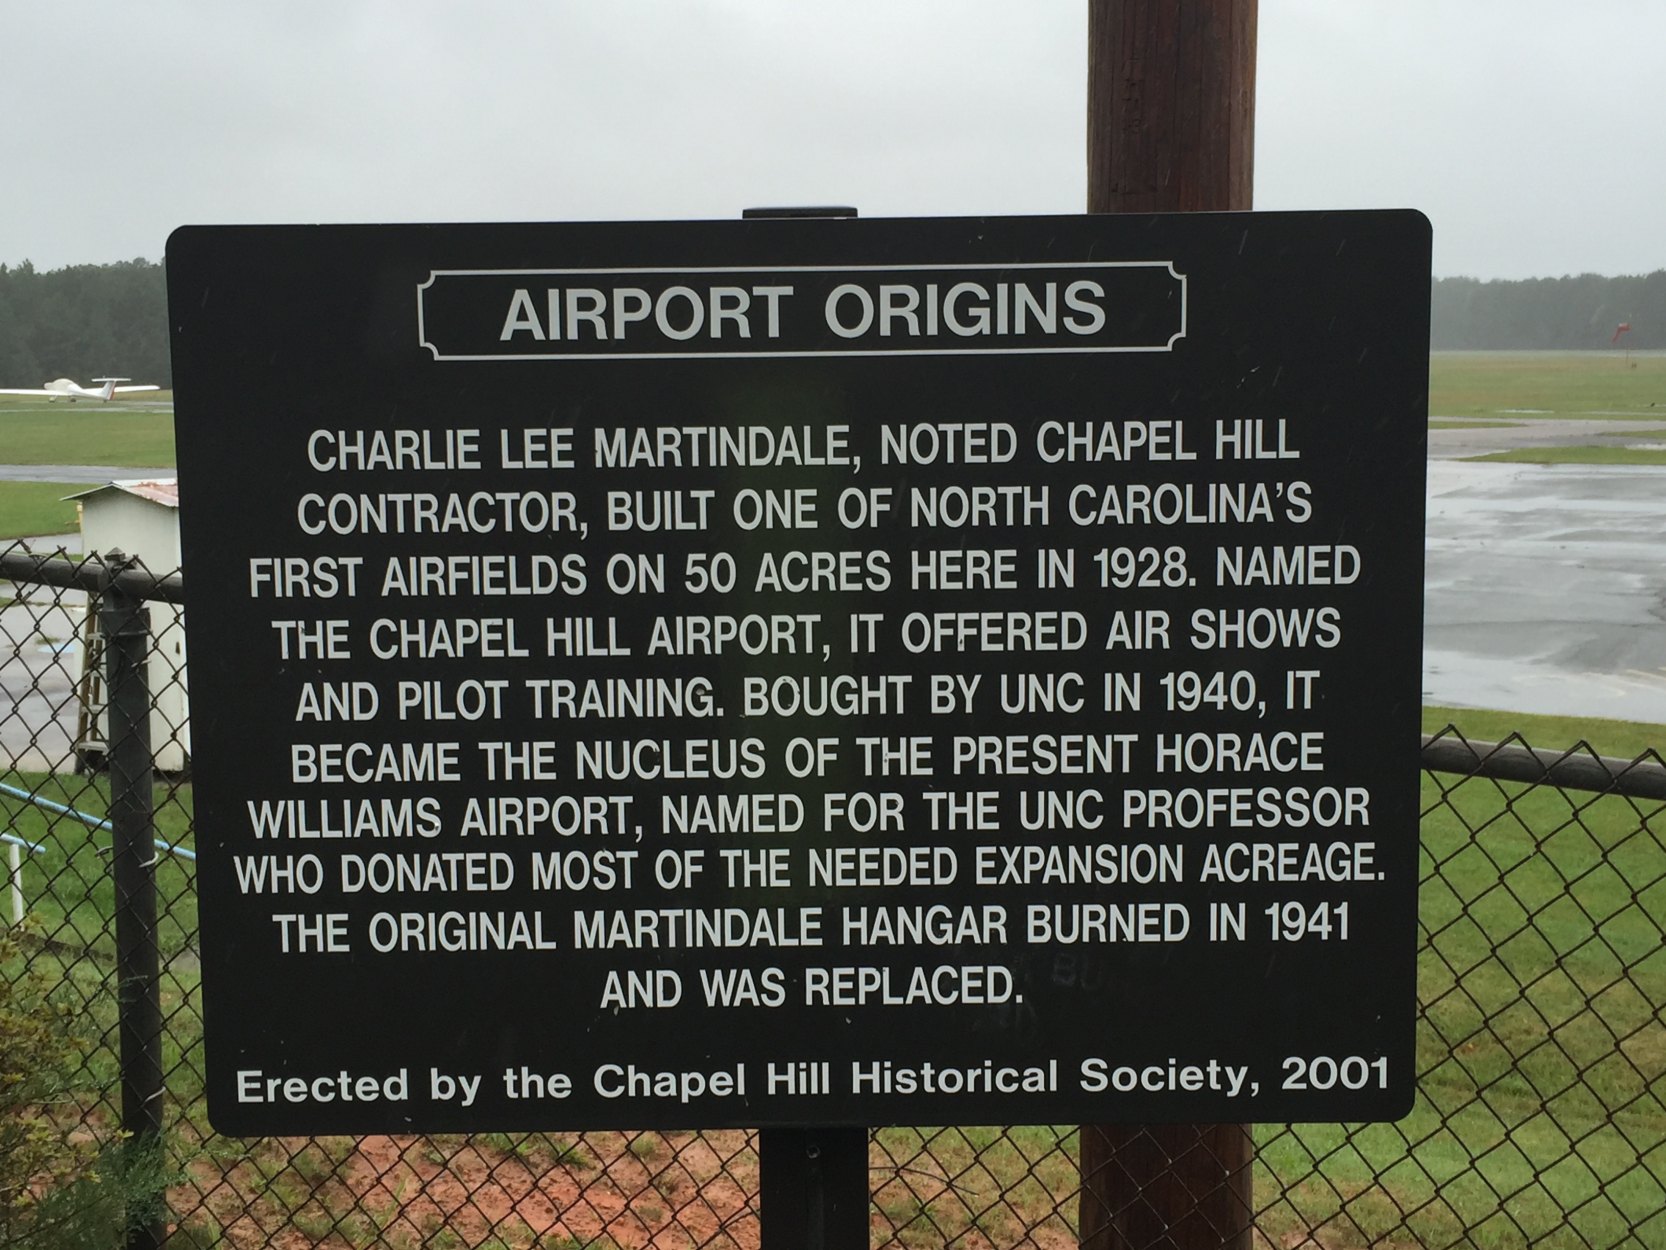 AIRPORT ORIGINS
CHARLIE LEE MARTINDALE, NOTED CHAPEL HILL
CONTRACTOR, BUILT ONE OF NORTH CAROLINA'S
FIRST AIRFIELDS ON 50 ACRES HERE IN 1928. NAMED
THE CHAPEL HILL AIRPORT, IT OFFERED AIR SHOWS
AND PILOT TRAINING. BOUGHT BY UNC IN 1940, IT
BECAME THE NUCLEUS OF THE PRESENT HORACE
WILLIAMS AIRPORT, NAMED FOR THE UNC PROFESSOR
WHO DONATED MOST OF THE NEEDED EXPANSION ACREAGE.
THE ORIGINAL MARTINDALE HANGAR BURNED IN 1941
AND WAS REPLACED.
Erected by the Chapel Hill Historical Society, 2001